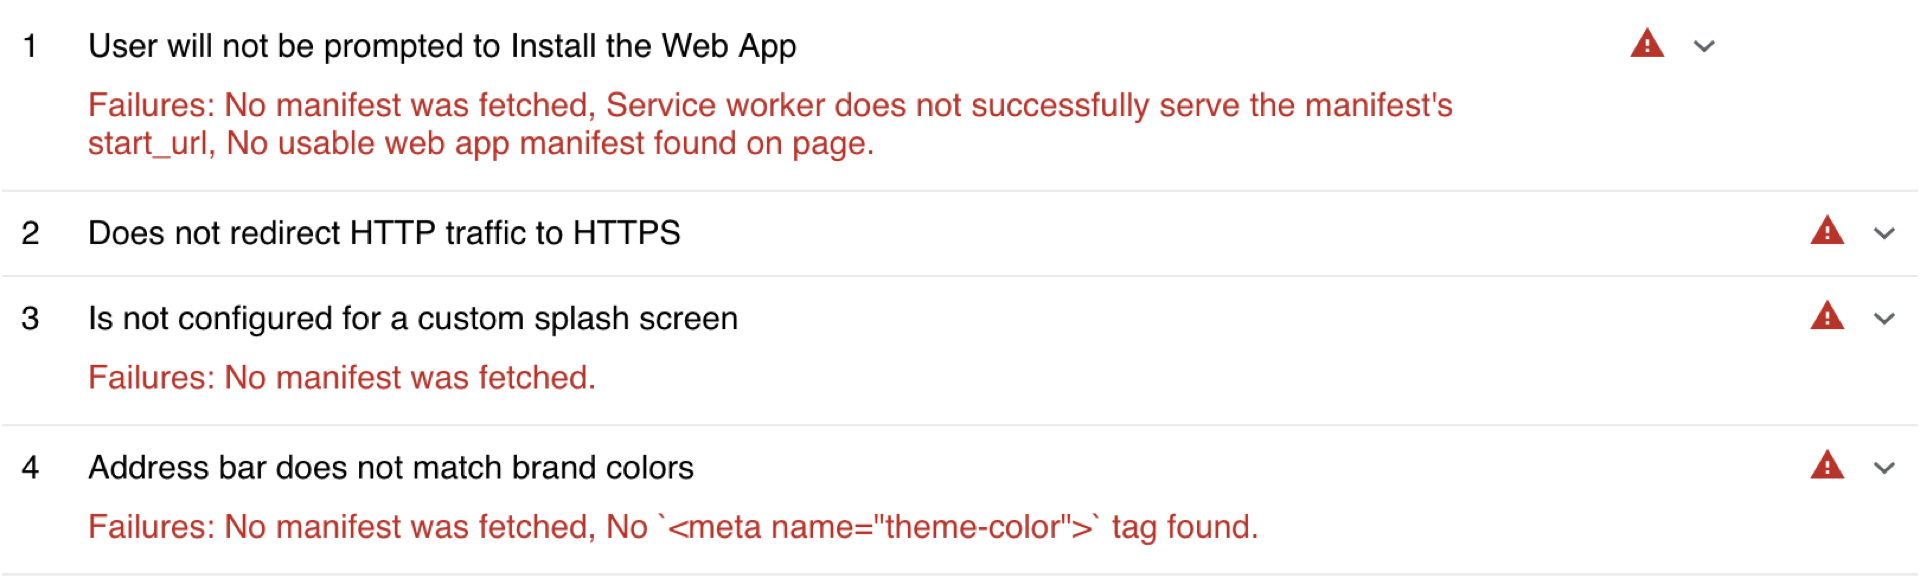 1 User will not be prompted to Install the Web App
Failures: No manifest was fetched, Service worker does not successfully serve the manifest's
start_url, No usable web app manifest found on page.
2 Does not redirect HTTP traffic to HTTPS
3 Is not configured for a custom splash screen
Failures: No manifest was fetched.
4 Address bar does not match brand colors
Failures: No manifest was fetched, No `<meta name="theme-color">` tag found.